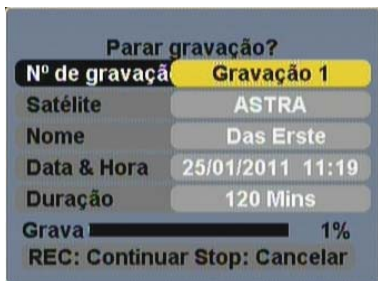 Parar gravação?
Nº de gravaçã Gravação 1
Satélite ASTRA
Nome Das Erste
Data & Hora 25/01/2011 11:19
Duração 120 Mins
Grava 1%
REC: Continuar Stop: Cancelar